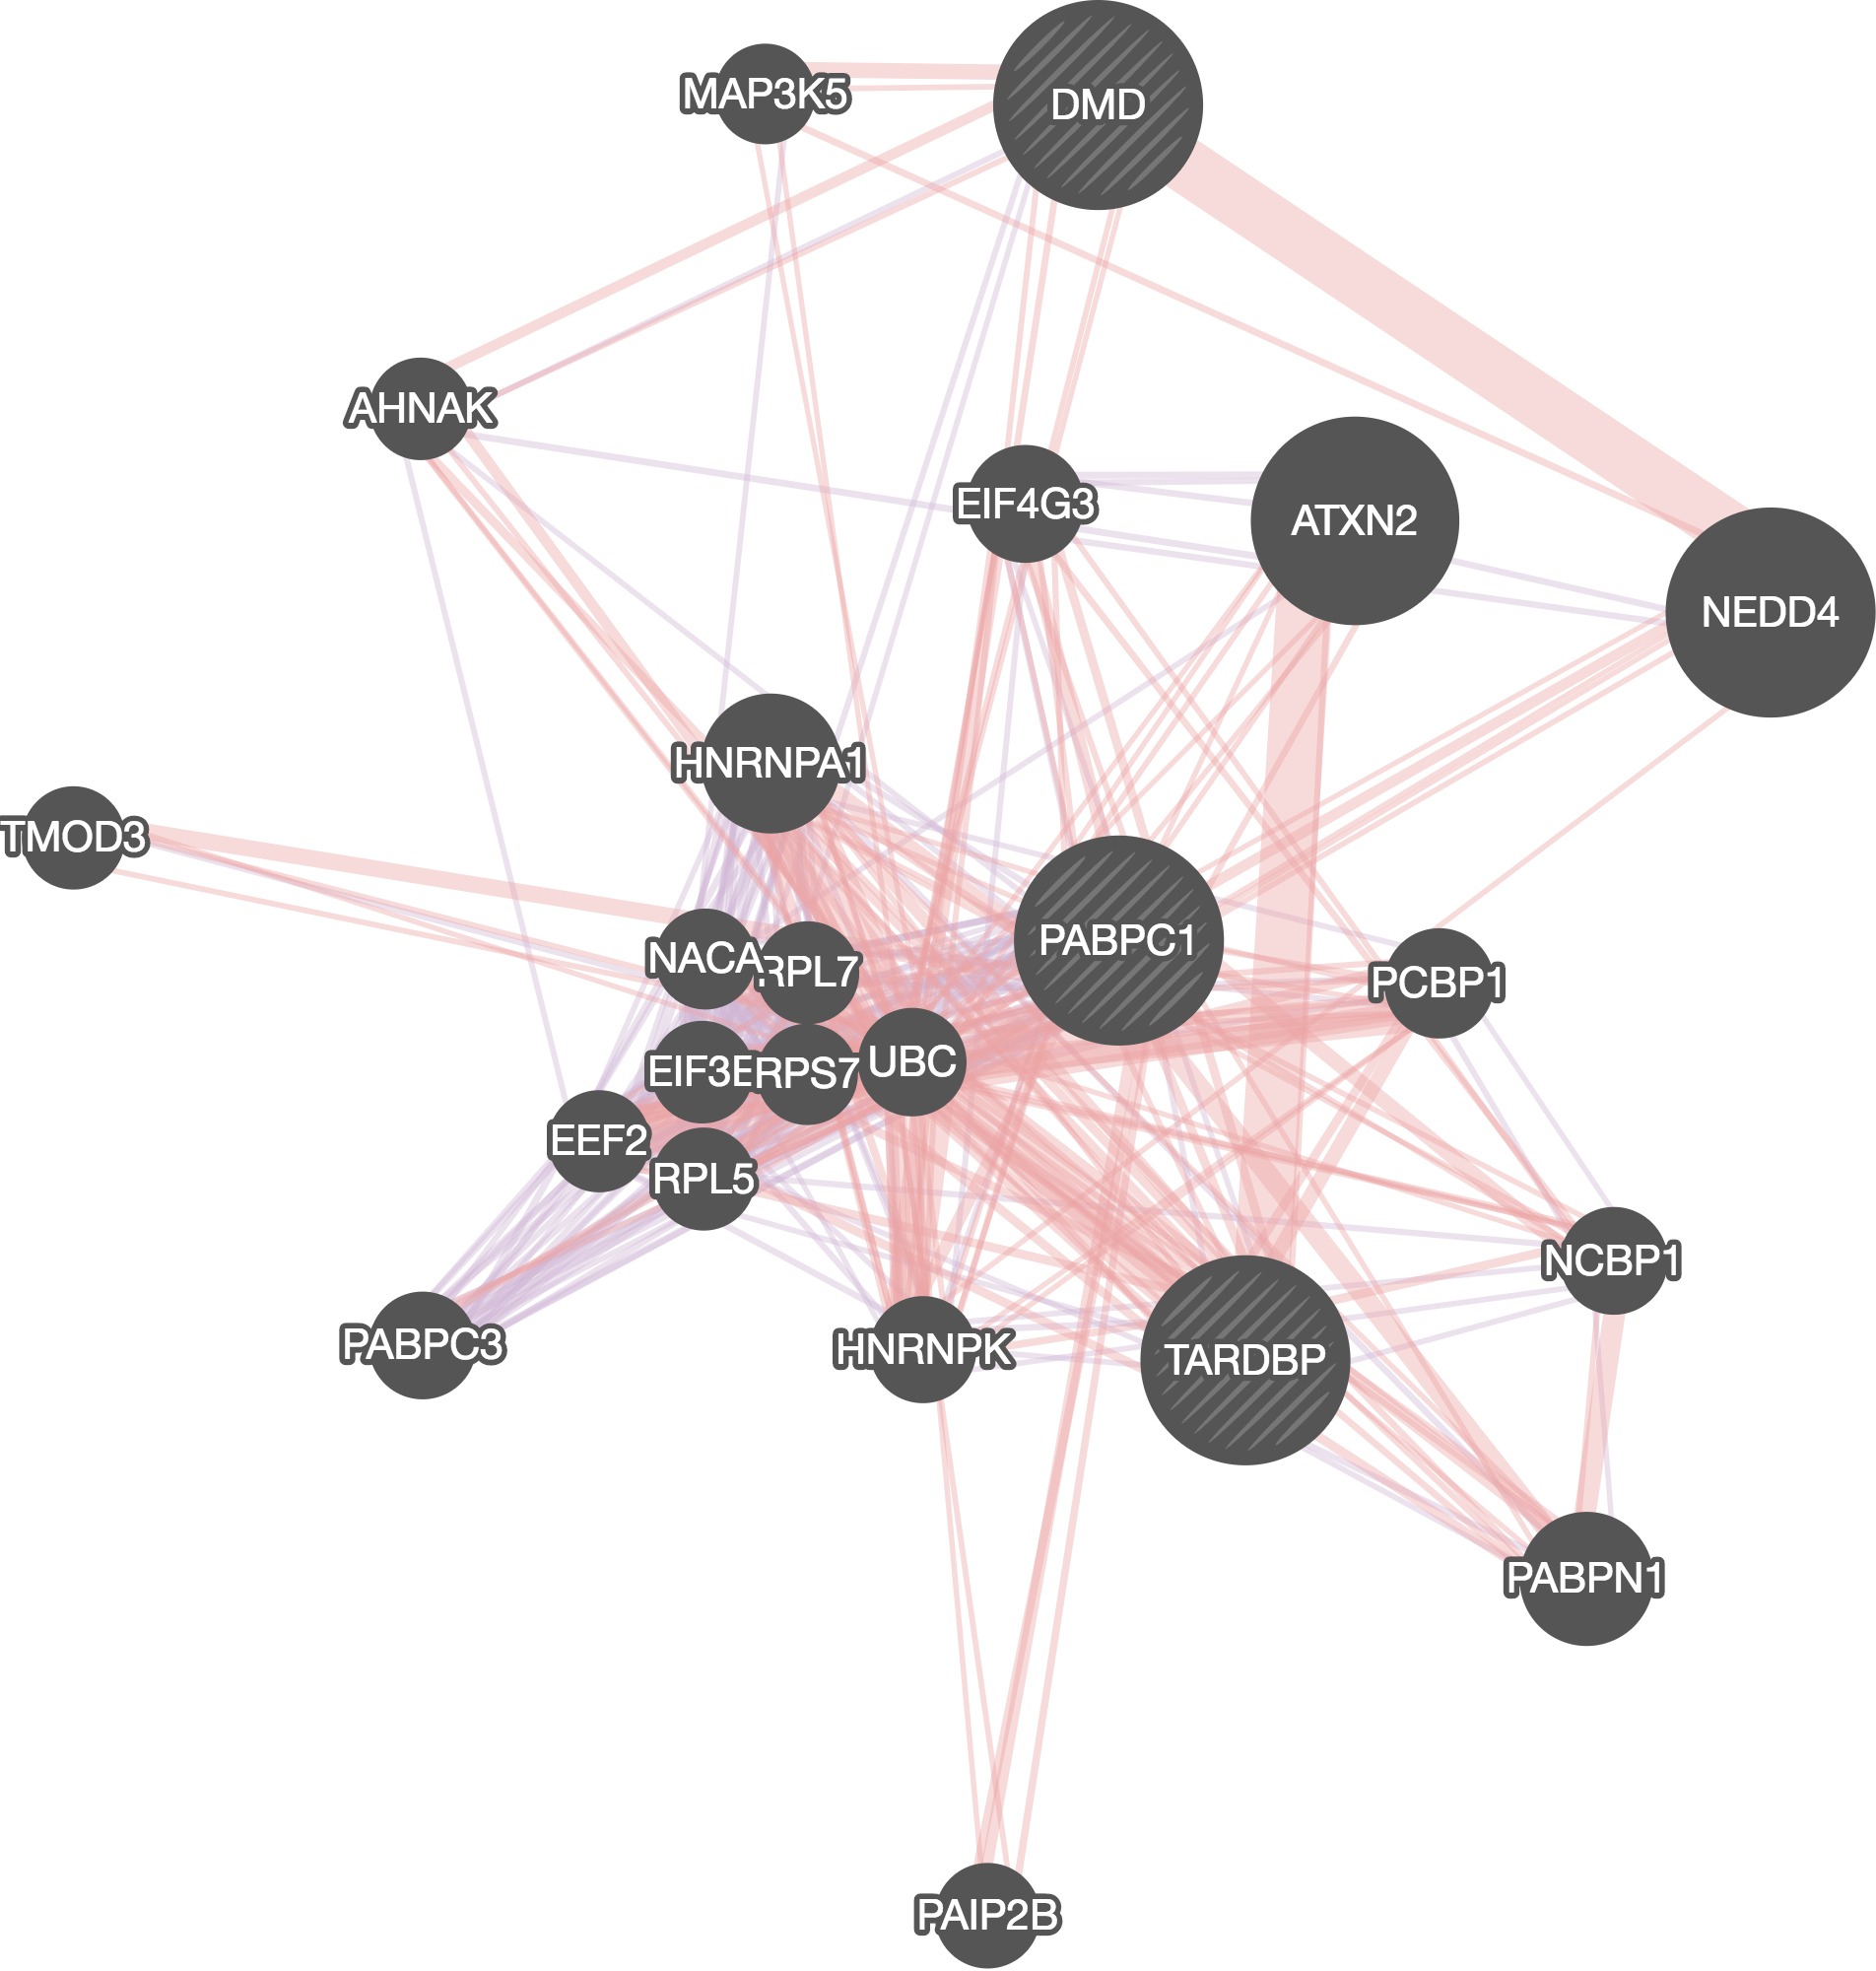 MAP3K5
DMD
AHNAK
EIF4G3
ATXN2
NEDD4
HNRNPA1
TMOD3
PABPC1
NACA
RPL7
PCBP1
UBC
EIF3E
RPS7
EEF2
RPL5
NCBP1
PABPC3
HNRNPK
TARDBP
PABPN1
PAIP2B